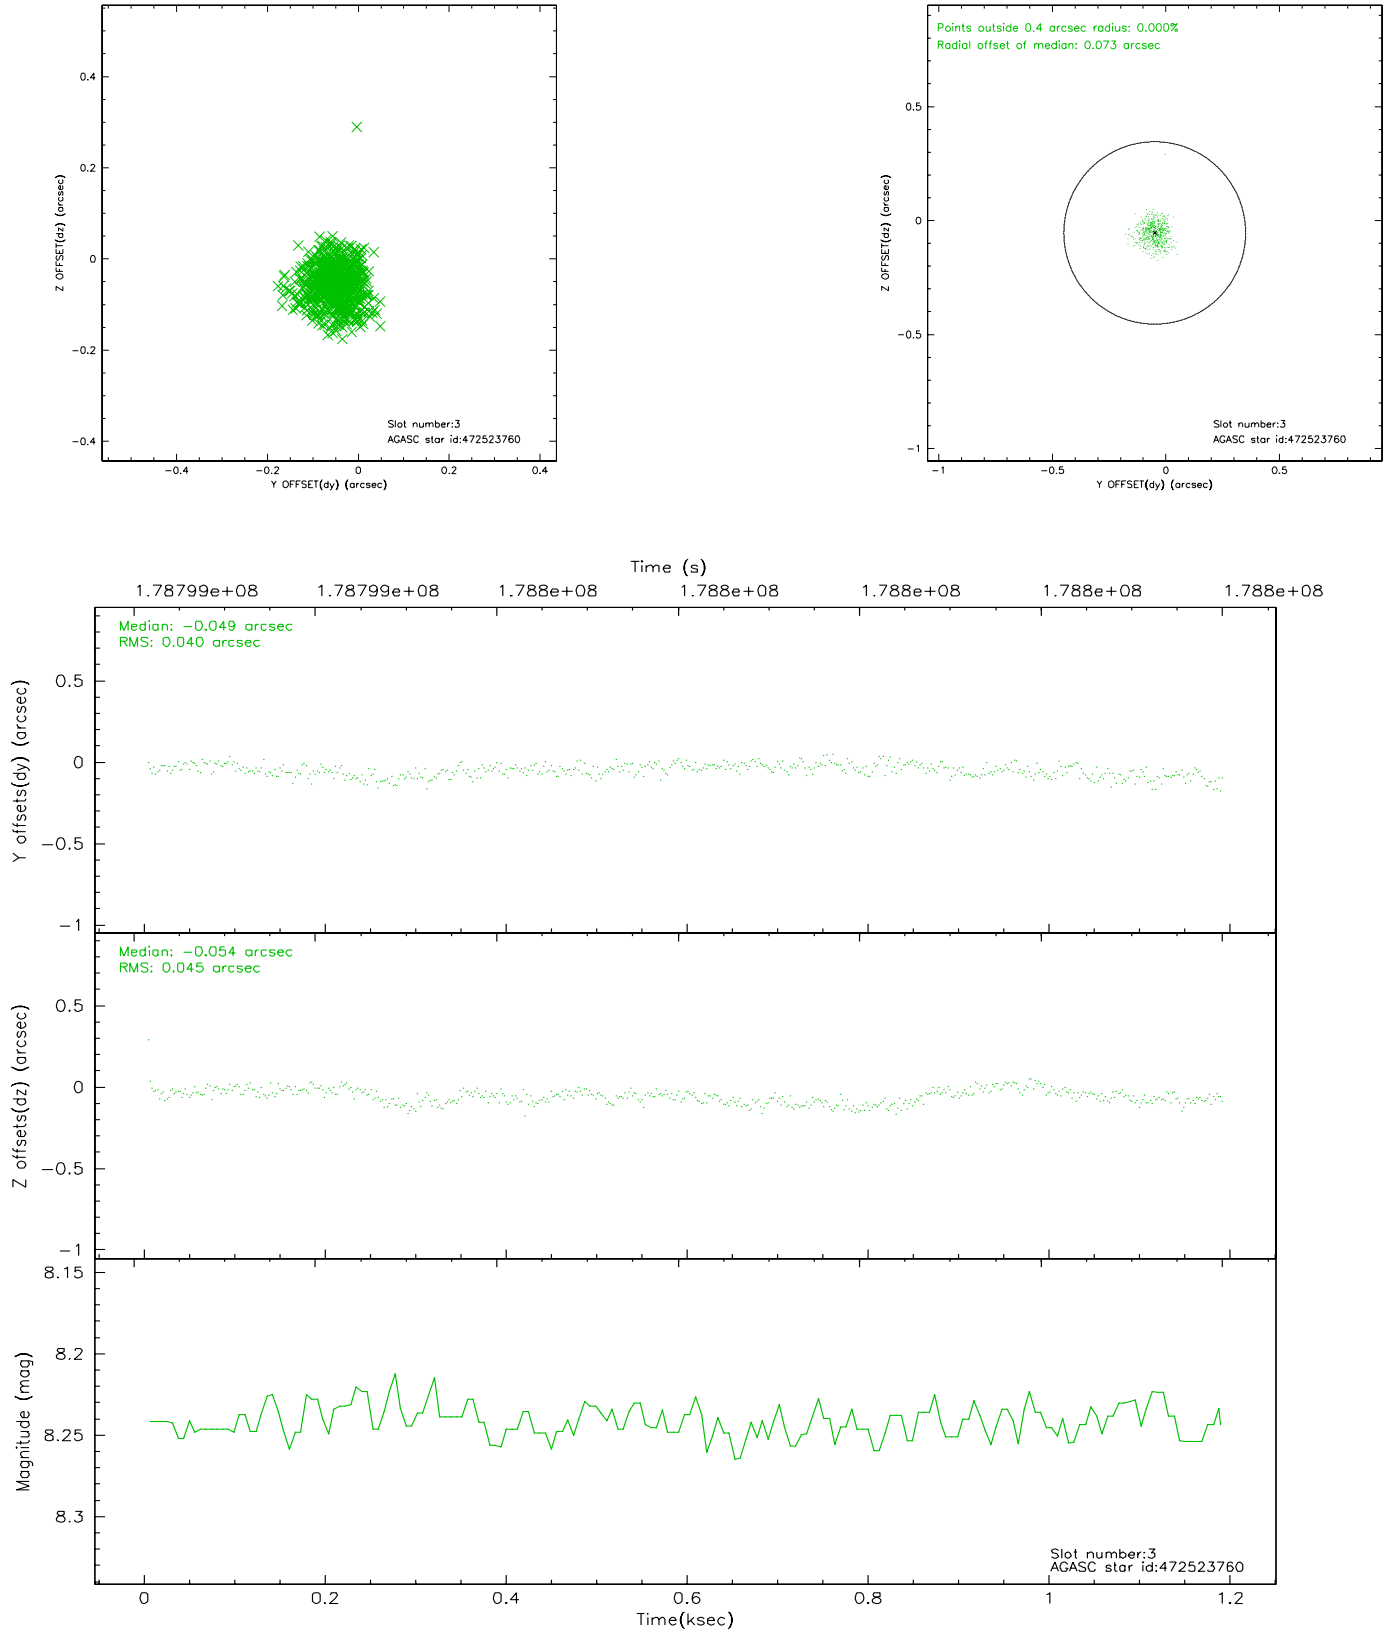 0.4
0.2
0
-0.2
-0.4
Z OFFSET(dz) (arcsec)
-0.4
-0.2
0
0.2
0.4
Y OFFSET(dy) (arcsec)
Slot number:3
AGASC star id:472523760
Points outside 0.4 arcsec radius: 0.000%
Radial offset of median: 0.073 arcsec
0.5
0
-0.5
-1
Z OFFSET(dz) (arcsec)
-1
-0.5
0
0.5
Y OFFSET(dy) (arcsec)
Slot number:3
AGASC star id:472523760
Time (s)
1.78799e+08
1.78799e+08
1.788e+08
1.788e+08
1.788e+08
1.788e+08
1.788e+08
Median: -0.049 arcsec
RMS: 0.040 arcsec
0.5
0
-0.5
-1
Y offsets(dy) (arcsec)
Median: -0.054 arcsec
RMS: 0.045 arcsec
0.5
0
-0.5
-1
Z offsets(dz) (arcsec)
8.15
8.2
8.25
8.3
Magnitude (mag)
Slot number:3
AGASC star id:472523760
0
0.2
0.4
0.6
0.8
1
1.2
Time(ksec)